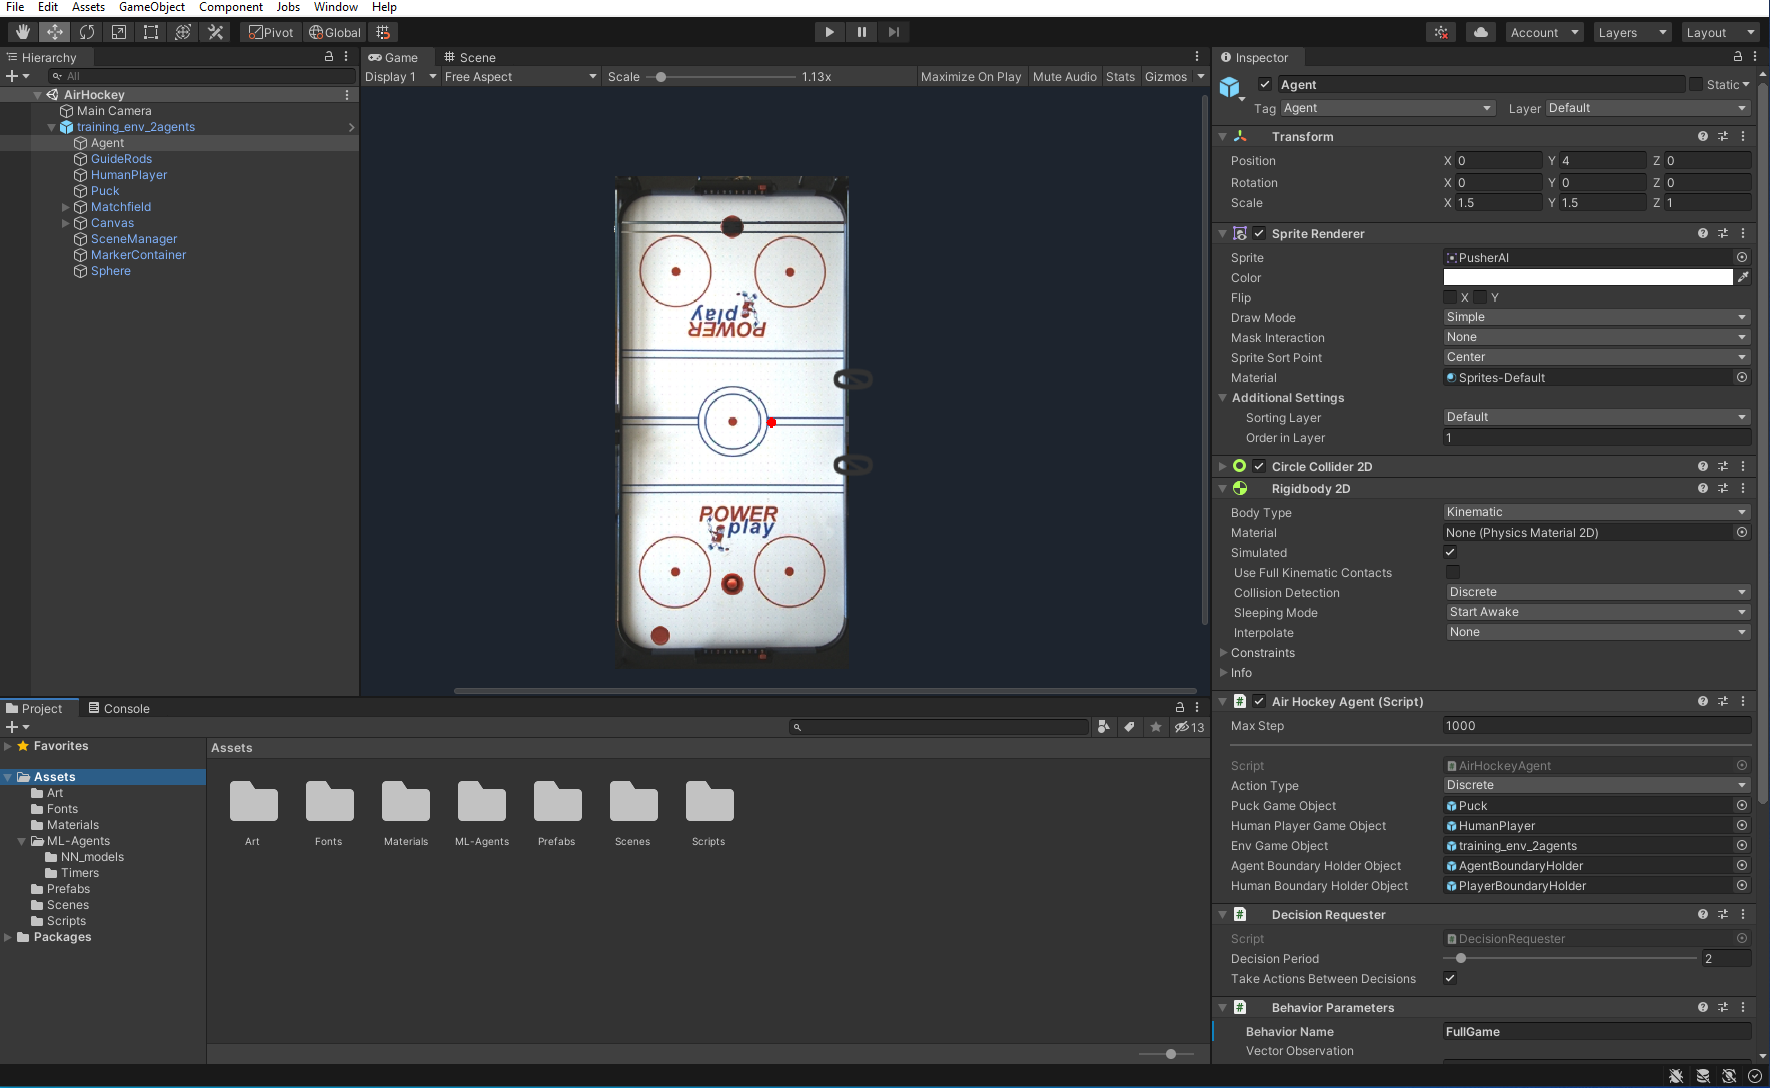 File Edit Assets GameObject Component Jobs Window Help
Pivot Global Account Layers Layout
Hierarchy
All
AirHockey
Main Camera
training_env_2agents
Agent
GuideRods
HumanPlayer
Puck
Matchfield
Canvas
SceneManager
MarkerContainer
Sphere
Game Scene
Display 1 Free Aspect Scale 1.13x Maximize On Play Mute Audio Stats Gizmos
POWER
play
POWER
play
Inspector
Agent Static
Tag Agent Layer Default
Transform
Position X 0 Y 4 Z 0
Rotation X 0 Y 0 Z 0
Scale X 1.5 Y 1.5 Z 1
Sprite Renderer
Sprite PusherAI
Color
Flip X Y
Draw Mode Simple
Mask Interaction None
Sprite Sort Point Center
Material Sprites-Default
Additional Settings
Sorting Layer Default
Order in Layer 1
Circle Collider 2D
Rigidbody 2D
Body Type Kinematic
Material None (Physics Material 2D)
Simulated
Use Full Kinematic Contacts
Collision Detection Discrete
Sleeping Mode Start Awake
Interpolate None
Constraints
Info
Air Hockey Agent (Script)
Max Step 1000
Script AirHockeyAgent
Action Type Discrete
Puck Game Object Puck
Human Player Game Object HumanPlayer
Env Game Object training_env_2agents
Agent Boundary Holder Object AgentBoundaryHolder
Human Boundary Holder Object PlayerBoundaryHolder
Decision Requester
Script DecisionRequester
Decision Period 2
Take Actions Between Decisions
Behavior Parameters
Behavior Name FullGame
Vector Observation
Project Console
13
Favorites
Assets
Art
Fonts
Materials
ML-Agents
NN_models
Timers
Prefabs
Scenes
Scripts
Packages
Assets
Art Fonts Materials ML-Agents Prefabs Scenes Scripts